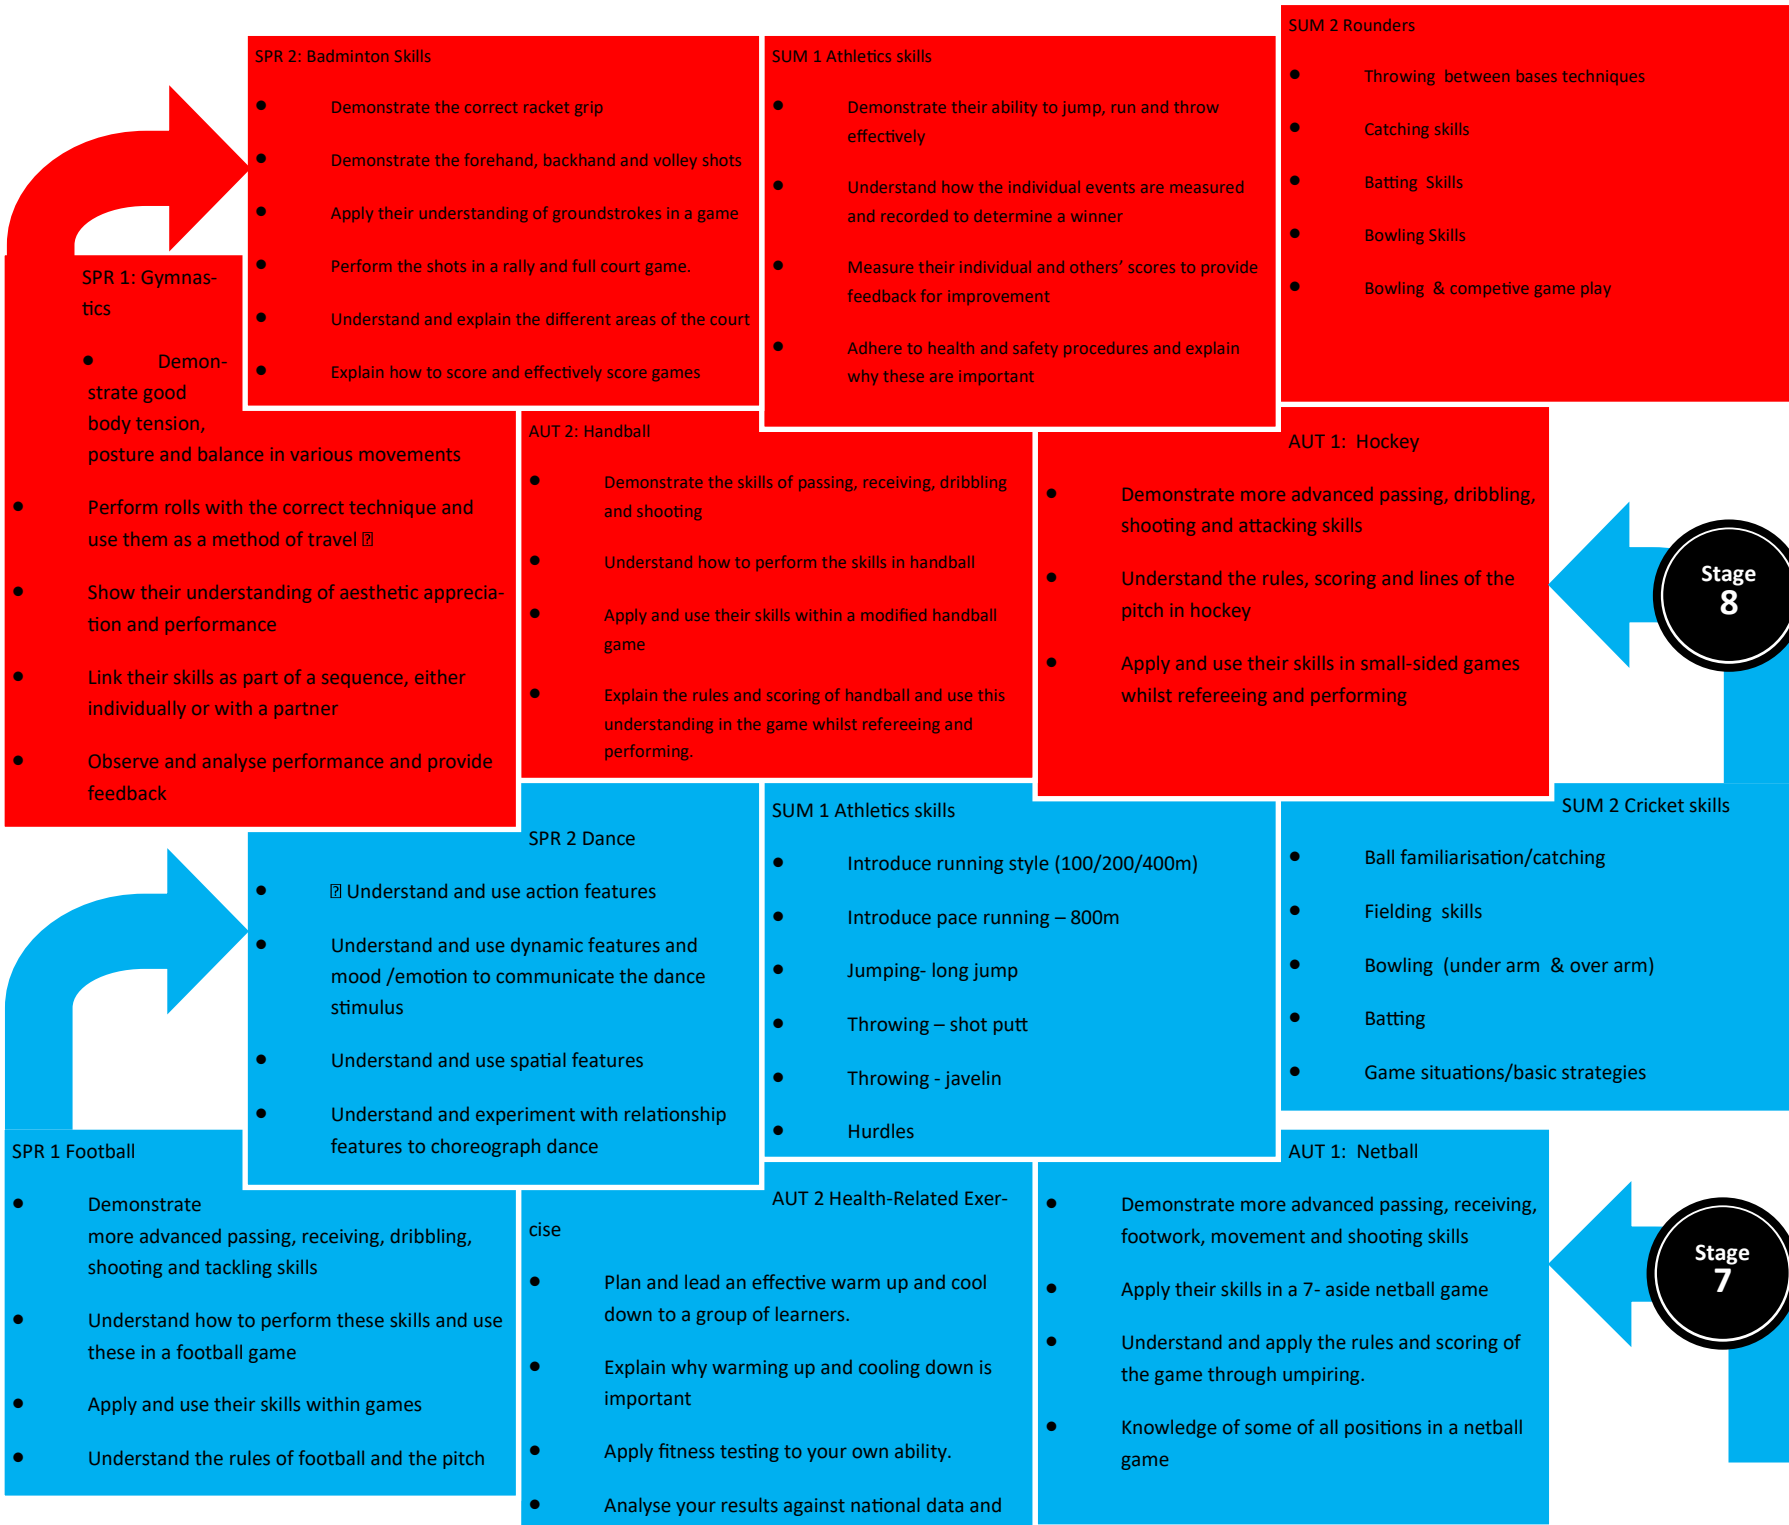 SPR 2: Badminton Skills
● Demonstrate the correct racket grip
● Demonstrate the forehand, backhand and volley shots
● Apply their understanding of groundstrokes in a game
● Perform the shots in a rally and full court game.
● Understand and explain the different areas of the court
● Explain how to score and effectively score games
SUM 1 Athletics skills
● Demonstrate their ability to jump, run and throw
effectively
● Understand how the individual events are measured
and recorded to determine a winner
● Measure their individual and others’ scores to provide
feedback for improvement
● Adhere to health and safety procedures and explain
why these are important
SUM 2 Rounders
● Throwing between bases techniques
● Catching skills
● Batting Skills
● Bowling Skills
● Bowling & competive game play
SPR 1: Gymnas-
tics
● Demon-
strate good
body tension,
posture and balance in various movements
● Perform rolls with the correct technique and
use them as a method of travel
● Show their understanding of aesthetic apprecia-
tion and performance
● Link their skills as part of a sequence, either
individually or with a partner
● Observe and analyse performance and provide
feedback
AUT 2: Handball
● Demonstrate the skills of passing, receiving, dribbling
and shooting
● Understand how to perform the skills in handball
● Apply and use their skills within a modified handball
game
● Explain the rules and scoring of handball and use this
understanding in the game whilst refereeing and
performing.
AUT 1: Hockey
● Demonstrate more advanced passing, dribbling,
shooting and attacking skills
● Understand the rules, scoring and lines of the
pitch in hockey
● Apply and use their skills in small-sided games
whilst refereeing and performing
Stage
8
SPR 2 Dance
● Understand and use action features
● Understand and use dynamic features and
mood /emotion to communicate the dance
stimulus
● Understand and use spatial features
● Understand and experiment with relationship
features to choreograph dance
SUM 1 Athletics skills
● Introduce running style (100/200/400m)
● Introduce pace running – 800m
● Jumping- long jump
● Throwing – shot putt
● Throwing - javelin
● Hurdles
SUM 2 Cricket skills
● Ball familiarisation/catching
● Fielding skills
● Bowling (under arm & over arm)
● Batting
● Game situations/basic strategies
SPR 1 Football
● Demonstrate
more advanced passing, receiving, dribbling,
shooting and tackling skills
● Understand how to perform these skills and use
these in a football game
● Apply and use their skills within games
● Understand the rules of football and the pitch
AUT 2 Health-Related Exer-
cise
● Plan and lead an effective warm up and cool
down to a group of learners.
● Explain why warming up and cooling down is
important
● Apply fitness testing to your own ability.
● Analyse your results against national data and
AUT 1: Netball
● Demonstrate more advanced passing, receiving,
footwork, movement and shooting skills
● Apply their skills in a 7- aside netball game
● Understand and apply the rules and scoring of
the game through umpiring.
● Knowledge of some of all positions in a netball
game
Stage
7